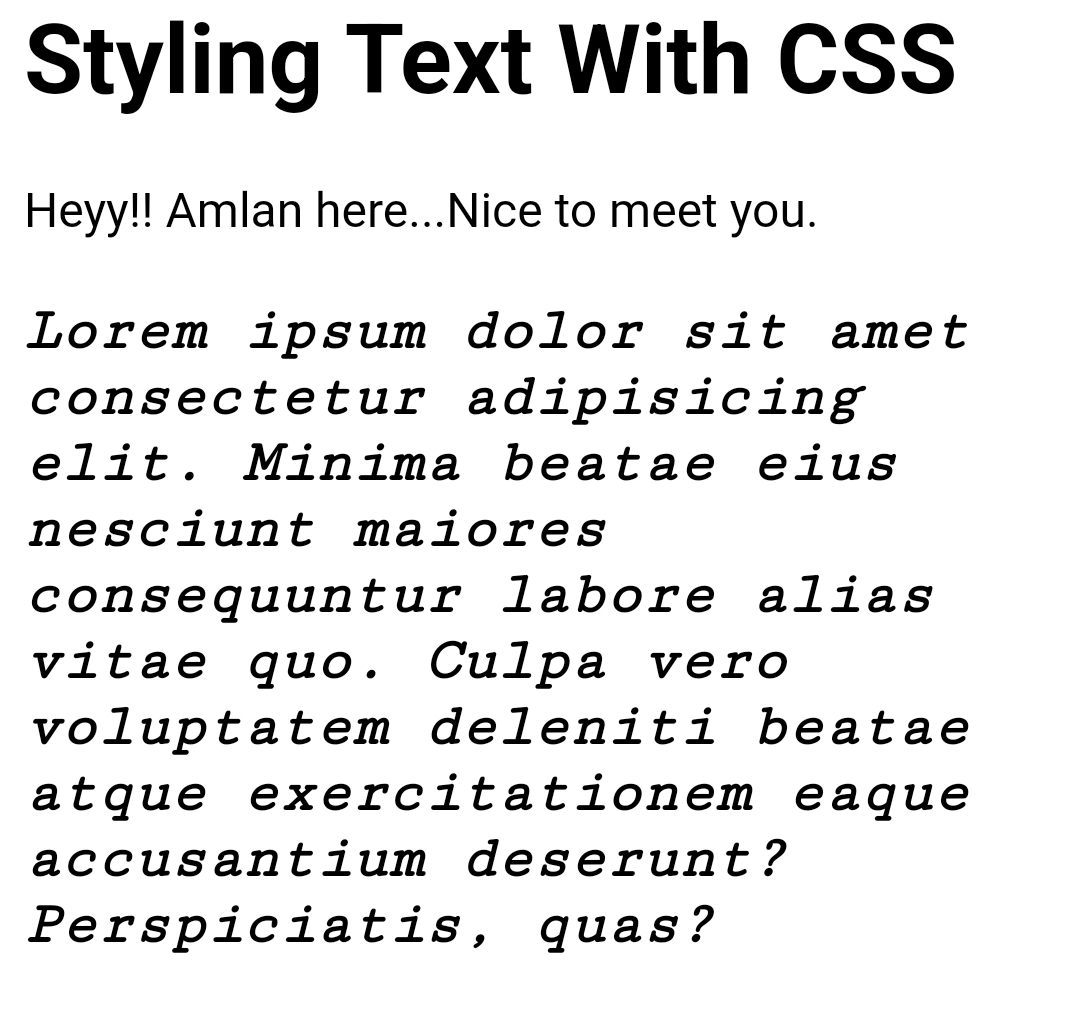 Styling Text With CSS
Heyy!! Amlan here...Nice to meet you.
Lorem ipsum dolor sit amet
consectetur adipisicing
elit. Minima beatae eius
nesciunt maiores
consequuntur labore alias
vitae quo. Culpa vero
voluptatem deleniti beatae
atque exercitationem eaque
accusantium deserunt?
Perspiciatis, quas?